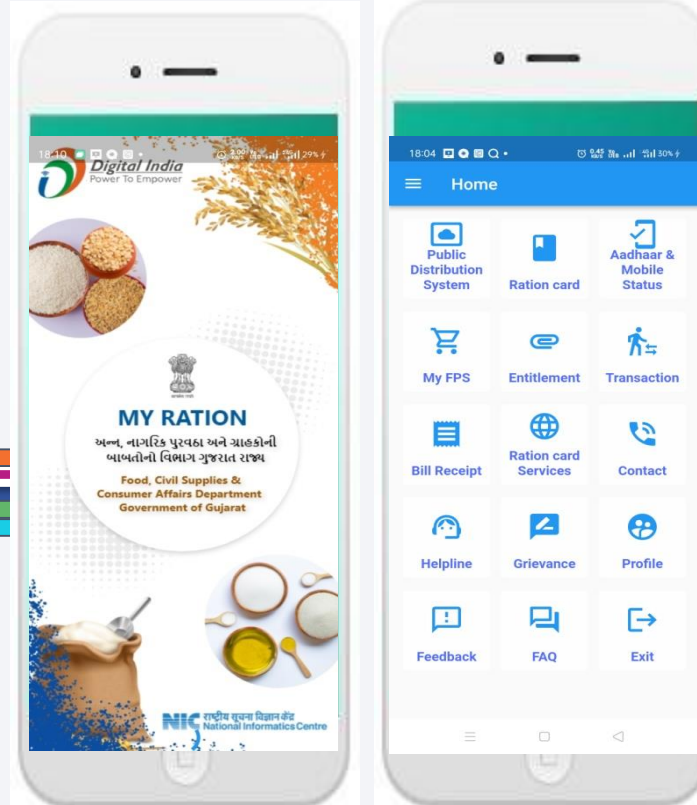 18:10
29%
Digital India
Power To Empower
MY RATION
અન્ન, નાગરિક પુરવઠા અને ગ્રાહકોની
બાબતોનો વિભાગ ગુજરાત રાજ્ય
Food, Civil Supplies &
Consumer Affairs Department
Government of Gujarat
NIC राष्ट्रीय सूचना विज्ञान केंद्र
National Informatics Centre
18:04
0.45
30%
Home
Public
Distribution
System
Ration card
Aadhaar &
Mobile
Status
My FPS
Entitlement
Transaction
Bill Receipt
Ration card
Services
Contact
Helpline
Grievance
Profile
Feedback
FAQ
Exit